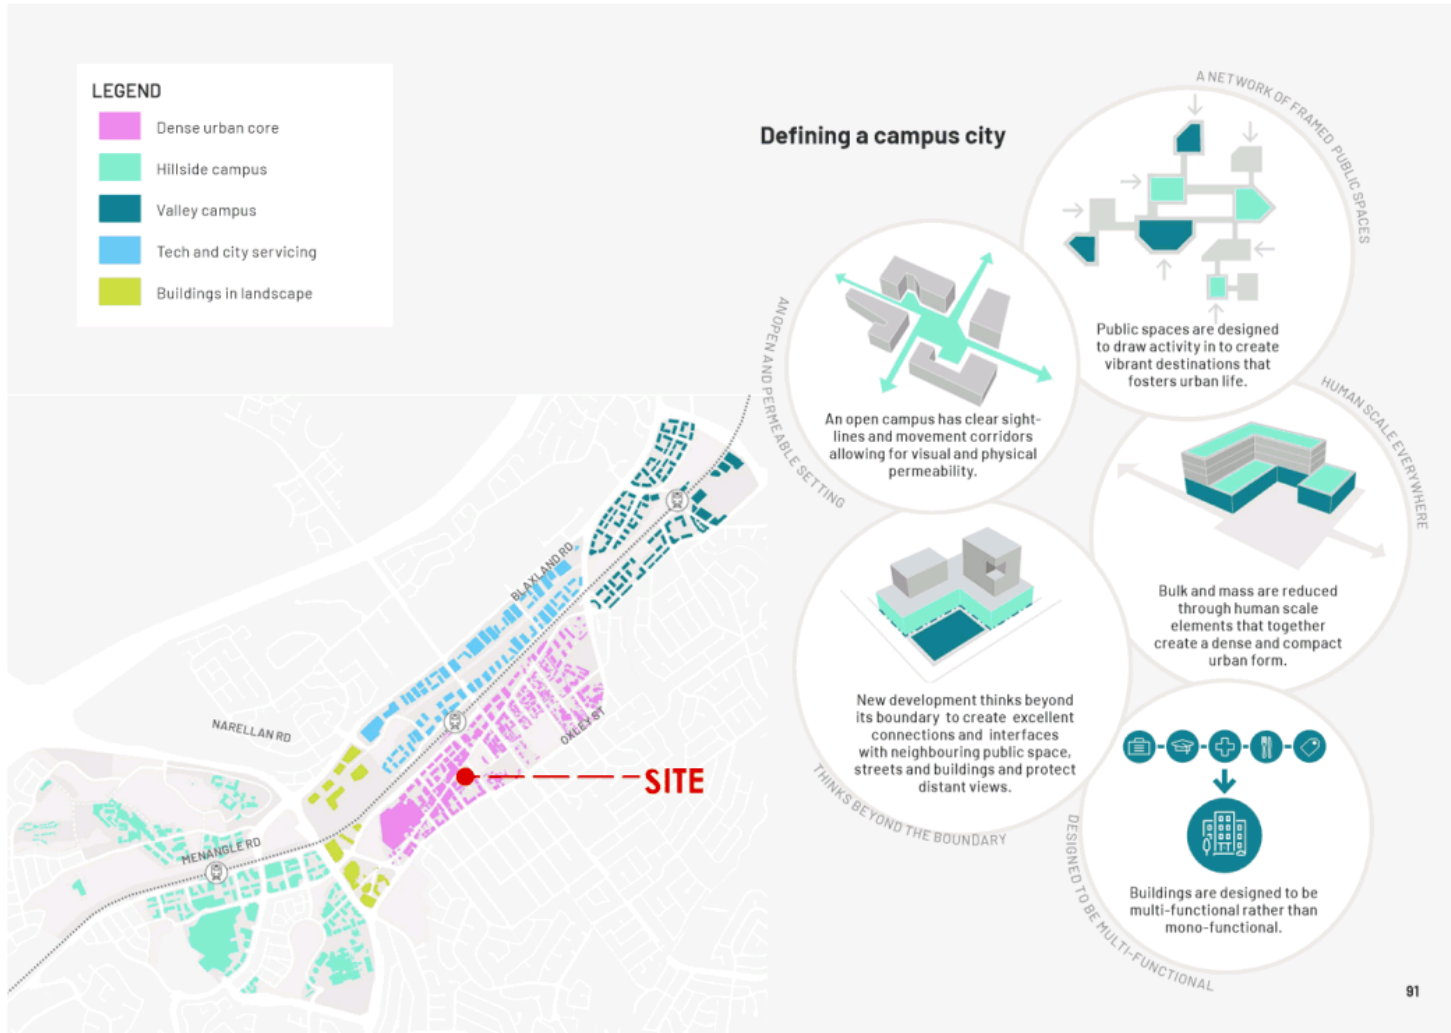 LEGEND
Dense urban core
Hillside campus
Valley campus
Tech and city servicing
Buildings in landscape
BLAXLAND RD
NARELLAN RD
OXLEY ST
SITE
MENANGLE RD
Defining a campus city
A NETWORK OF FRAMED PUBLIC SPACES
Public spaces are designed
to draw activity in to create
vibrant destinations that
fosters urban life.
AN OPEN AND PERMEABLE SETTING
An open campus has clear sight-
lines and movement corridors
allowing for visual and physical
permeability.
HUMAN SCALE EVERYWHERE
Bulk and mass are reduced
through human scale
elements that together
create a dense and compact
urban form.
New development thinks beyond
its boundary to create excellent
connections and interfaces
with neighbouring public space,
streets and buildings and protect
distant views.
THINKS BEYOND THE BOUNDARY
Buildings are designed to be
multi-functional rather than
mono-functional.
DESIGNED TO BE MULTI-FUNCTIONAL
91